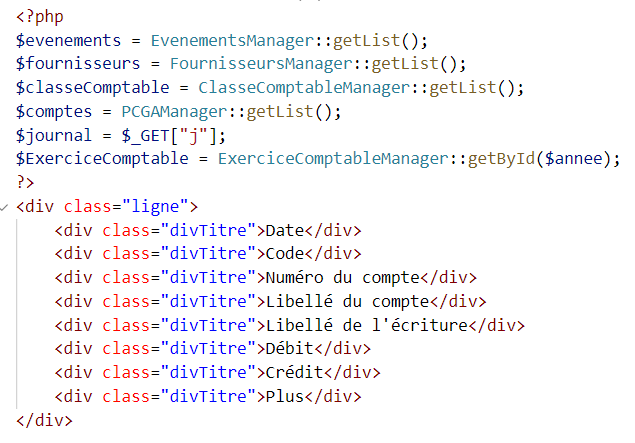 <?php
$evenements = EvenementsManager::getList();
$fournisseurs = FournisseursManager::getList();
$classeComptable = ClasseComptableManager::getList();
$comptes = PCGAManager::getList();
$journal = $_GET["j"];
$ExerciceComptable = ExerciceComptableManager::getById($annee);
?>
<div class="ligne">
    <div class="divTitre">Date</div>
    <div class="divTitre">Code</div>
    <div class="divTitre">Numéro du compte</div>
    <div class="divTitre">Libellé du compte</div>
    <div class="divTitre">Libellé de l'écriture</div>
    <div class="divTitre">Débit</div>
    <div class="divTitre">Crédit</div>
    <div class="divTitre">Plus</div>
</div>